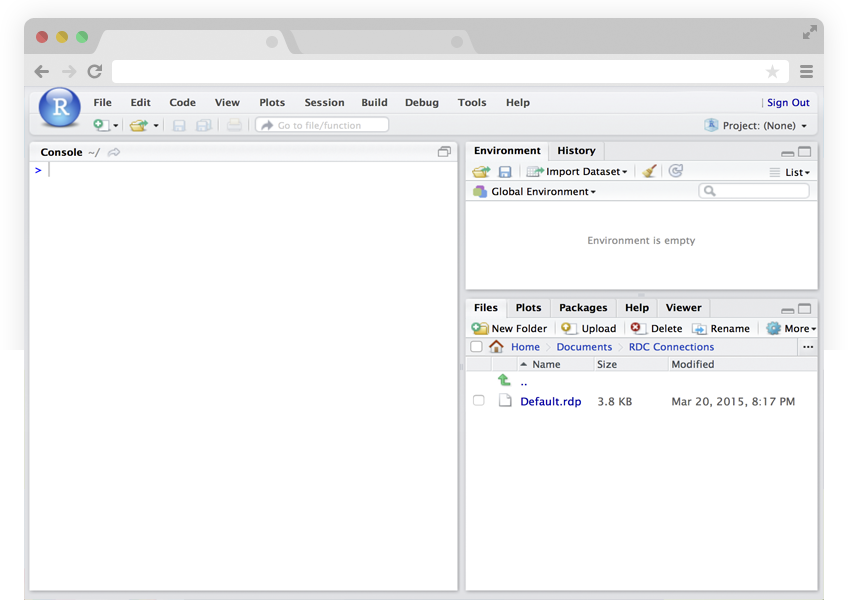 R File Edit Code View Plots Session Build Debug Tools Help | Sign Out
Go to file/function R Project: (None)
Console ~/
>
Environment History
Import Dataset List
Global Environment
Environment is empty
Files Plots Packages Help Viewer
New Folder Upload Delete Rename More
Home Documents RDC Connections ...
Name Size Modified
..
Default.rdp 3.8 KB Mar 20, 2015, 8:17 PM